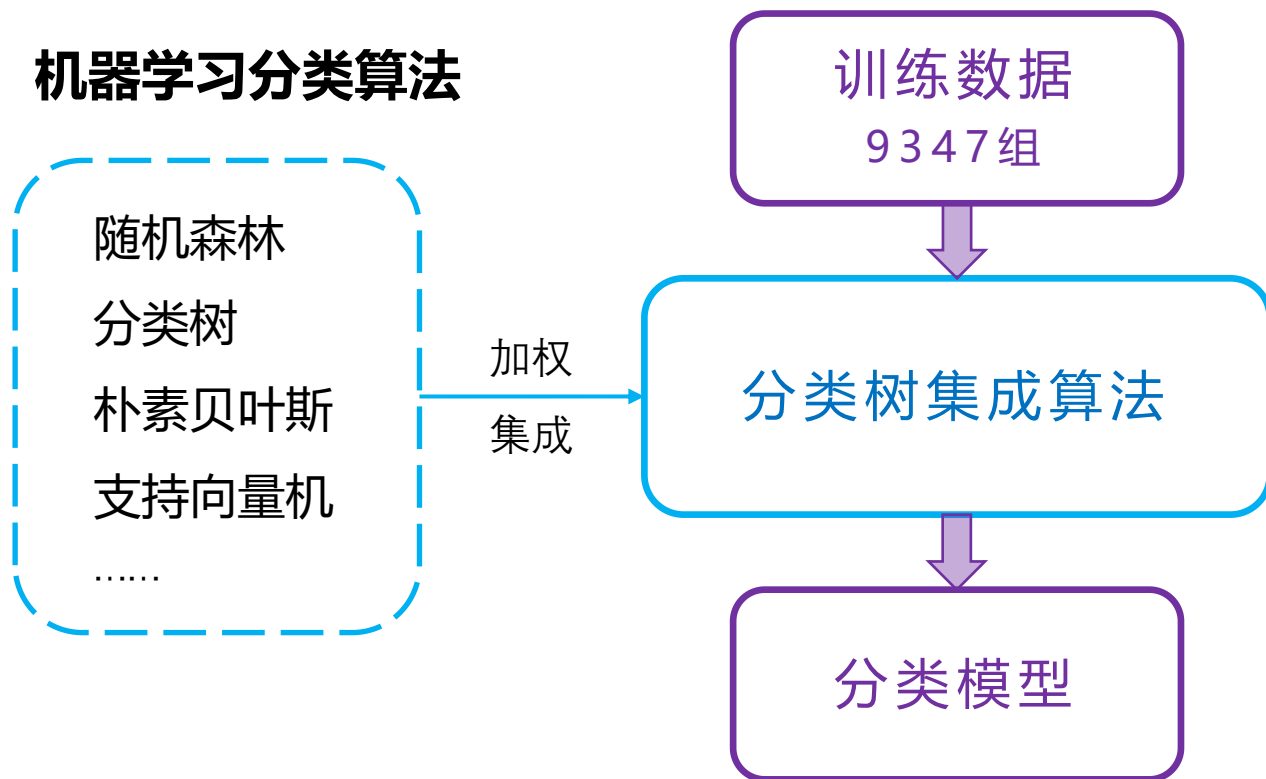 机器学习分类算法
随机森林
分类树
朴素贝叶斯
支持向量机
……
加权
集成
训练数据
9347组
分类树集成算法
分类模型